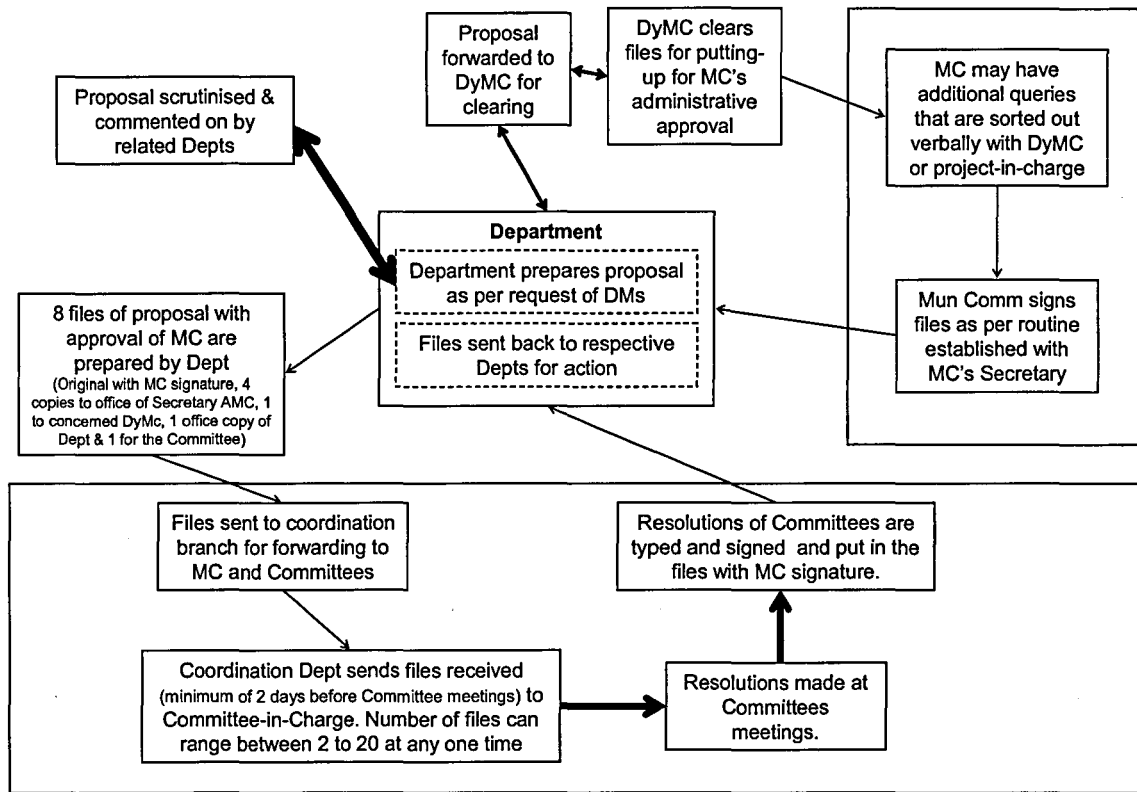 Proposal
forwarded to
DyMC for
clearing
DyMC clears
files for putting-
up for MC's
administrative
approval
MC may have
additional queries
that are sorted out
verbally with DyMC
or project-in-charge
Proposal scrutinised &
commented on by
related Depts
Department
Department prepares proposal
as per request of DMs
Files sent back to respective
Depts for action
Mun Comm signs
files as per routine
established with
MC's Secretary
8 files of proposal with
approval of MC are
prepared by Dept
(Original with MC signature, 4
copies to office of Secretary AMC, 1
to concerned DyMc, 1 office copy of
Dept & 1 for the Committee)
Files sent to coordination
branch for forwarding to
MC and Committees
Resolutions of Committees are
typed and signed and put in the
files with MC signature.
Coordination Dept sends files received
(minimum of 2 days before Committee meetings) to
Committee-in-Charge. Number of files can
range between 2 to 20 at any one time
Resolutions made at
Committees
meetings.